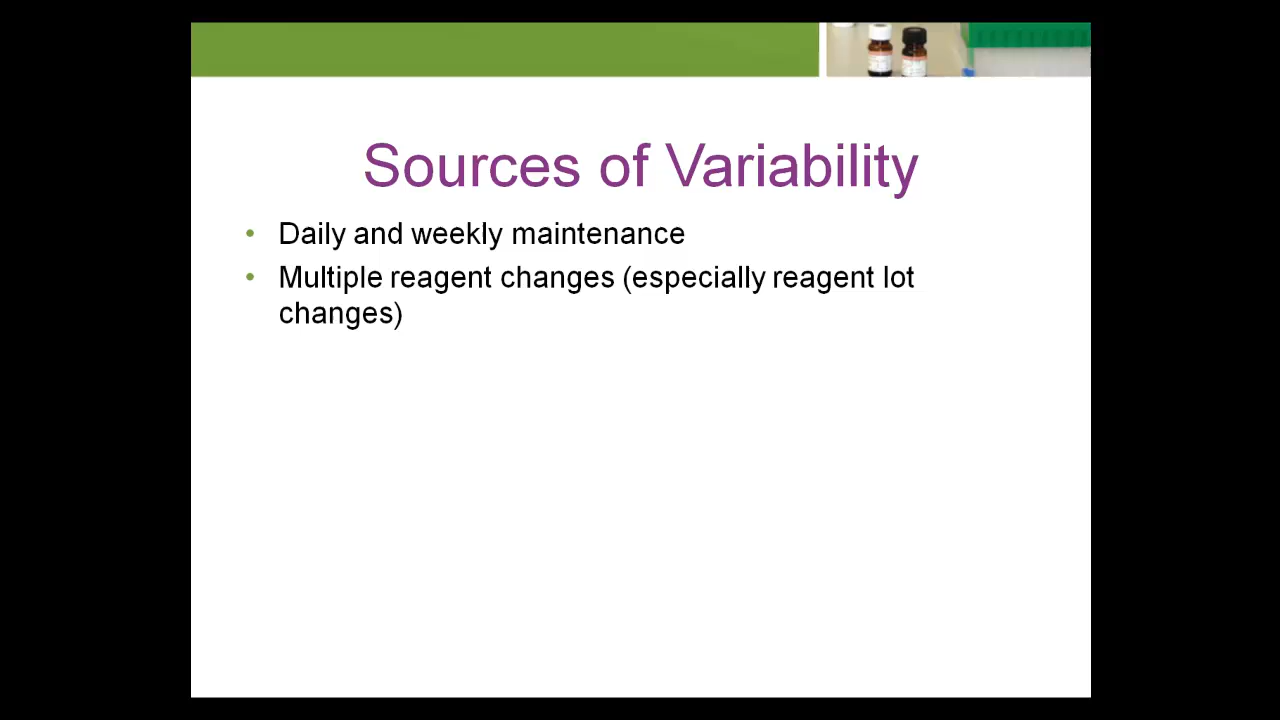 Sources of Variability
• Daily and weekly maintenance
• Multiple reagent changes (especially reagent lot
changes)